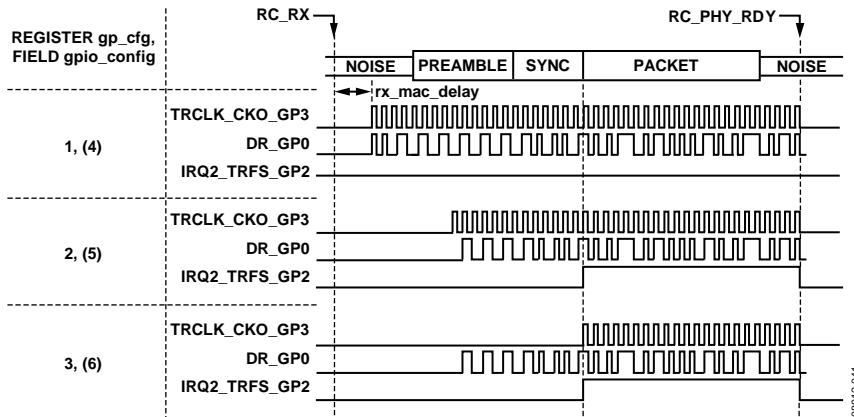 RC_RX
RC_PHY_RDY
REGISTER gp_cfg,
FIELD gpio_config
NOISE PREAMBLE SYNC PACKET NOISE
rx_mac_delay
TRCLK_CKO_GP3
1, (4) DR_GP0
IRQ2_TRFS_GP2
TRCLK_CKO_GP3
2, (5) DR_GP0
IRQ2_TRFS_GP2
TRCLK_CKO_GP3
3, (6) DR_GP0
IRQ2_TRFS_GP2